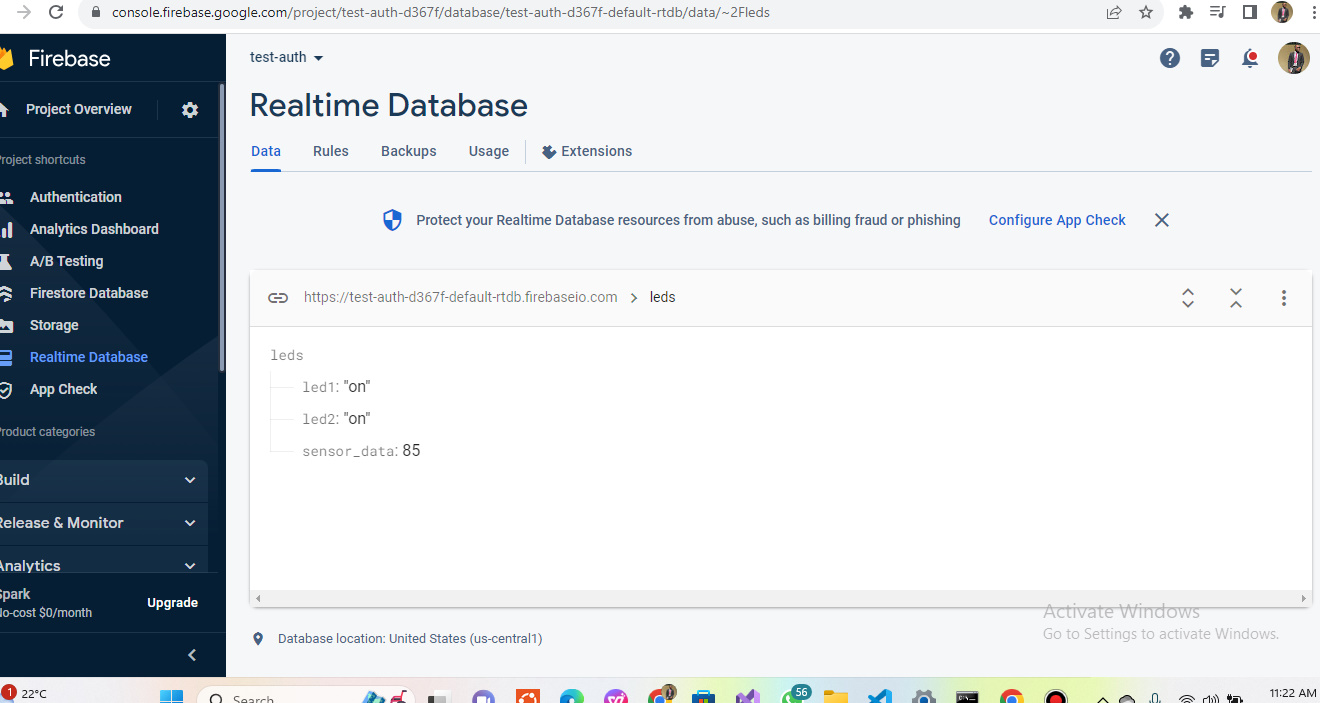 console.firebase.google.com/project/test-auth-d367f/database/test-auth-d367f-default-rtdb/data/~2Fleds
Firebase
Project Overview
Project shortcuts
Authentication
Analytics Dashboard
A/B Testing
Firestore Database
Storage
Realtime Database
App Check
Product categories
Build
Release & Monitor
Analytics
Spark
No-cost $0/month
Upgrade
test-auth
Realtime Database
Data Rules Backups Usage Extensions
Protect your Realtime Database resources from abuse, such as billing fraud or phishing Configure App Check
https://test-auth-d367f-default-rtdb.firebaseio.com > leds
leds
led1: "on"
led2: "on"
sensor_data: 85
Database location: United States (us-central1)
Activate Windows
Go to Settings to activate Windows.
1 22°C
Search
56
11:22 AM